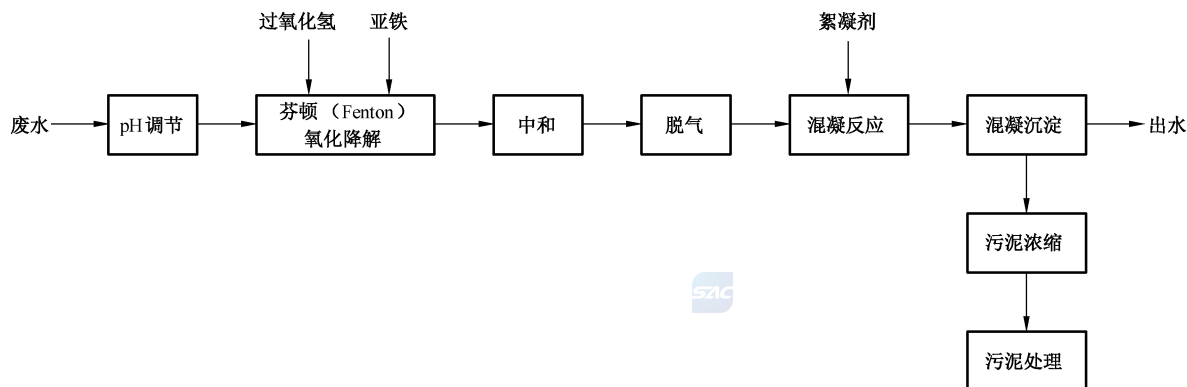 过氧化氢
亚铁
絮凝剂
废水
pH调节
芬顿（Fenton）
氧化降解
中和
脱气
混凝反应
混凝沉淀
出水
污泥浓缩
SAC
污泥处理